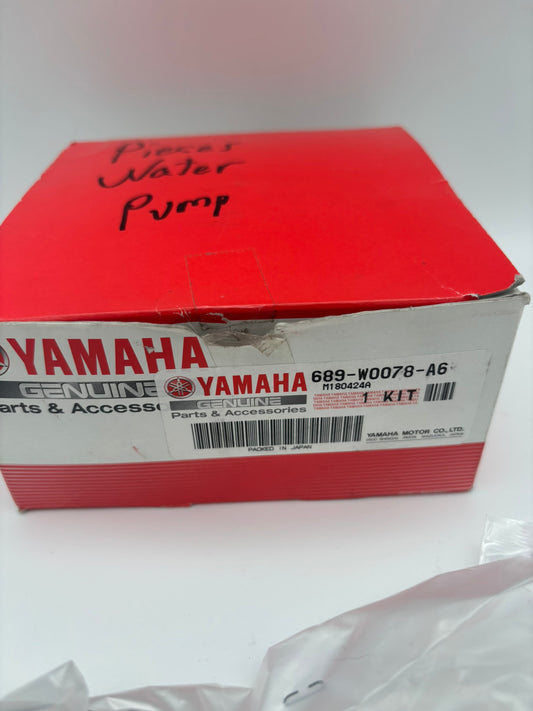 Pieces
Water
Pump
YAMAHA
GENUINE
Parts & Accesso
YAMAHA
GENUINE
Parts & Accessories
689-W0078-A6
M180424A
1 KIT
PACKED IN JAPAN
YAMAHA MOTOR CO., LTD.